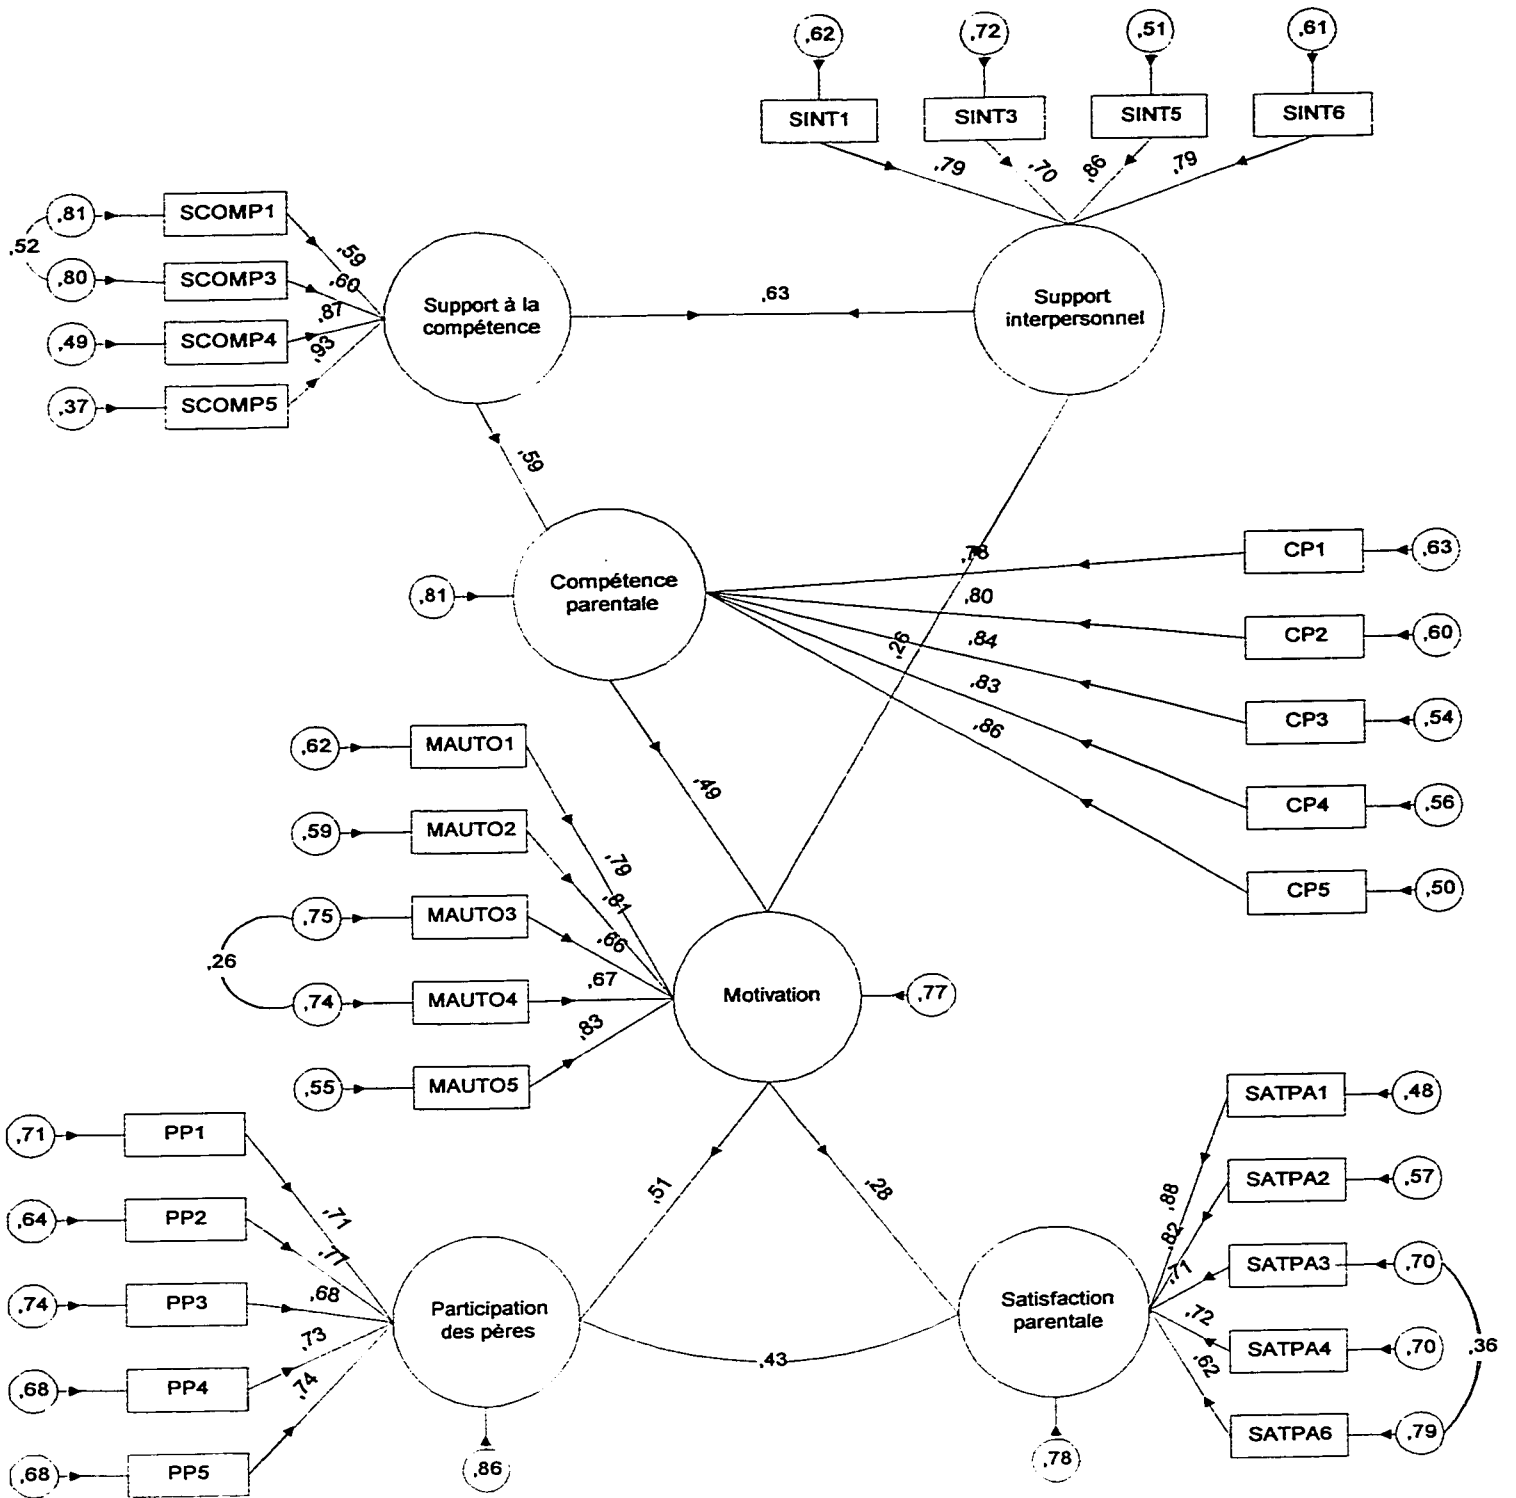 ,62
,72
,51
,61
SINT1
SINT3
SINT5
SINT6
,79
,70
,86
,79
,81
SCOMP1
,59
,52
,80
SCOMP3
,60
,49
SCOMP4
,87
,37
SCOMP5
,93
Support à la
compétence
,63
Support
interpersonnel
,59
,81
Compétence
parentale
,80
,84
,83
,86
,26
CP1
,63
CP2
,60
CP3
,54
CP4
,56
CP5
,50
,49
,62
MAUTO1
,79
,59
MAUTO2
,81
,75
MAUTO3
,66
,26
,74
MAUTO4
,67
,55
MAUTO5
,83
Motivation
,77
,71
PP1
,71
,64
PP2
,77
,74
PP3
,68
,68
PP4
,73
,68
PP5
,74
,51
,28
Participation
des pères
,86
,43
Satisfaction
parentale
,78
,88
SATPA1
,48
,82
SATPA2
,57
,71
SATPA3
,70
,72
SATPA4
,70
,36
,62
SATPA6
,79